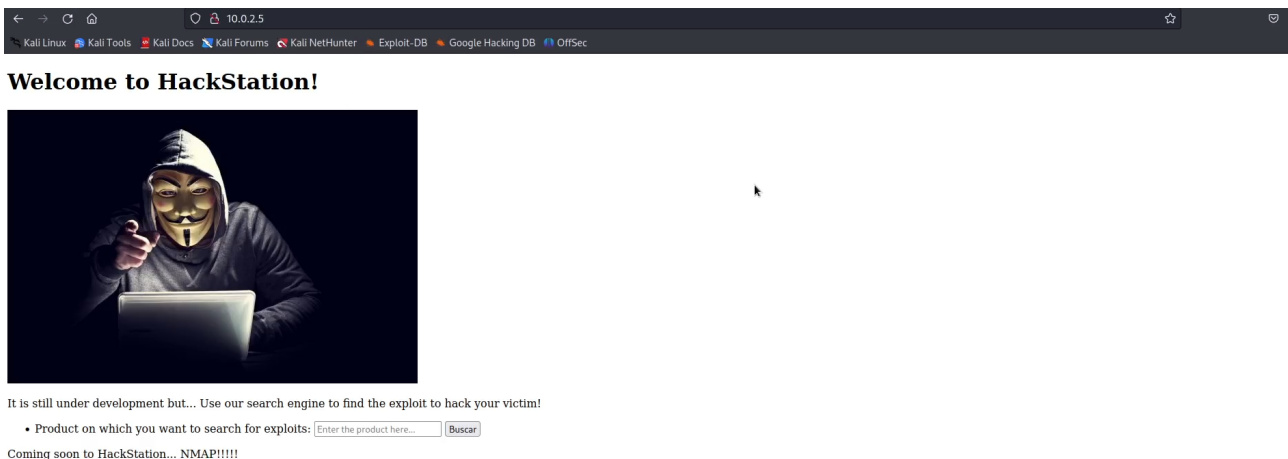 10.0.2.5
Kali Linux Kali Tools Kali Docs Kali Forums Kali NetHunter Exploit-DB Google Hacking DB OffSec
Welcome to HackStation!
It is still under development but... Use our search engine to find the exploit to hack your victim!
• Product on which you want to search for exploits: Enter the product here... Buscar
Coming soon to HackStation... NMAP!!!!!